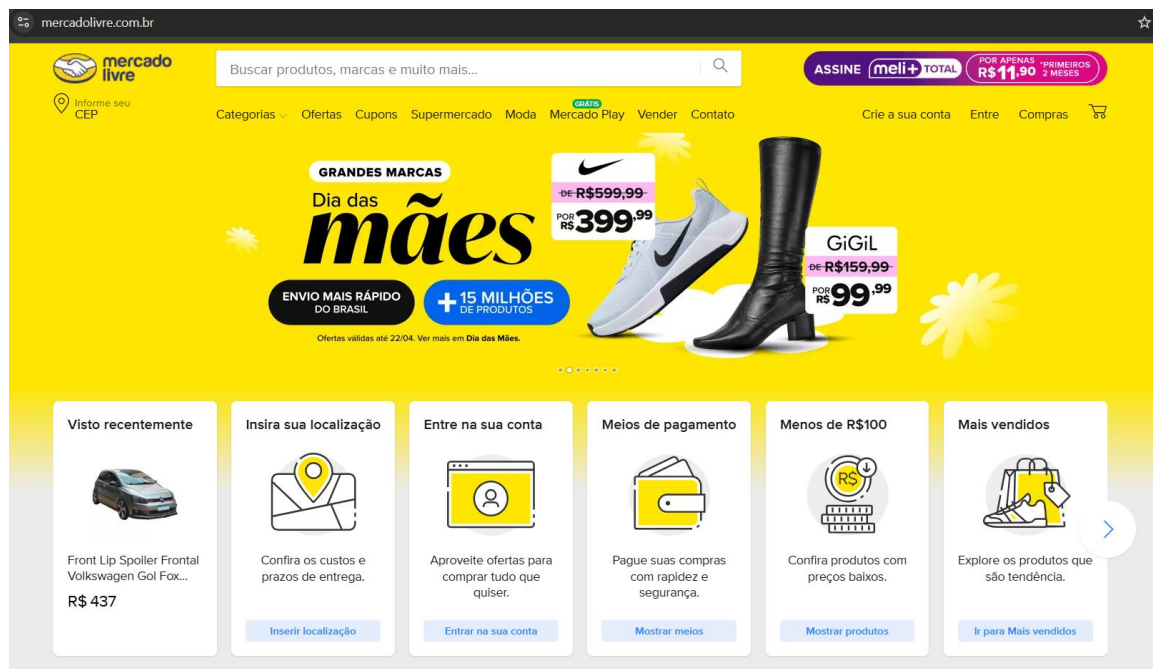 mercadolivre.com.br
mercado
livre
Buscar produtos, marcas e muito mais...
ASSINE meli+ TOTAL POR APENAS R$11,90 *PRIMEIROS 2 MESES
Informe seu
CEP
Categorias Ofertas Cupons Supermercado Moda Mercado Play GRÁTIS Vender Contato
Crie a sua conta Entre Compras
GRANDES MARCAS
Dia das
mães
ENVIO MAIS RÁPIDO
DO BRASIL
+15 MILHÕES
DE PRODUTOS
Ofertas válidas até 22/04. Ver mais em Dia das Mães.
DE R$599,99
POR R$399,99
GiGiL
DE R$159,99
POR R$99,99
Visto recentemente
Front Lip Spoiler Frontal
Volkswagen Gol Fox...
R$ 437
Insira sua localização
Confira os custos e
prazos de entrega.
Inserir localização
Entre na sua conta
Aproveite ofertas para
comprar tudo que
quiser.
Entrar na sua conta
Meios de pagamento
Pague suas compras
com rapidez e
segurança.
Mostrar meios
Menos de R$100
R$
Confira produtos com
preços baixos.
Mostrar produtos
Mais vendidos
Explore os produtos que
são tendência.
Ir para Mais vendidos